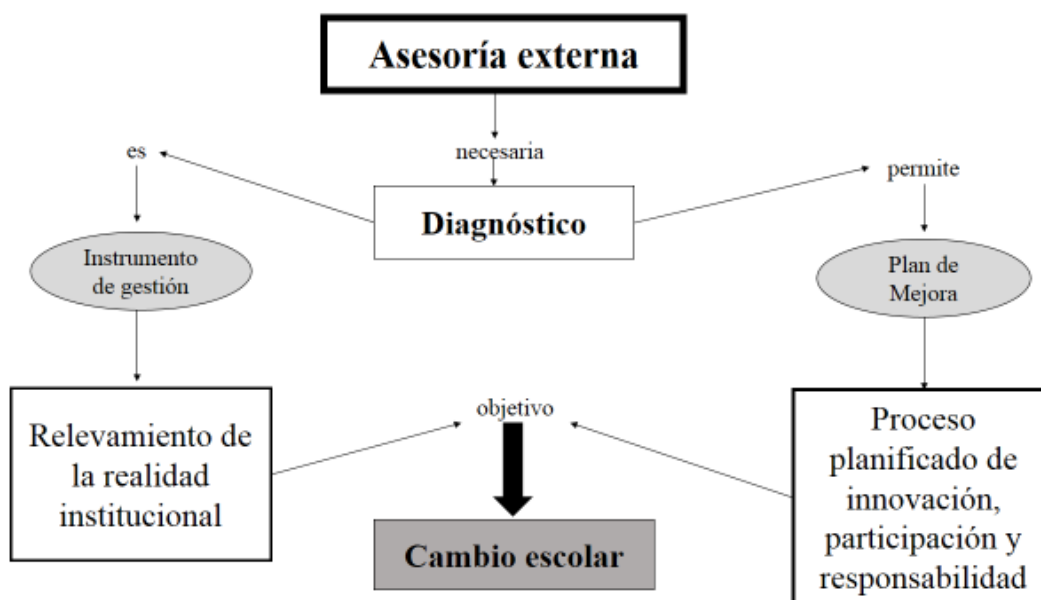 Asesoría externa
es
necesaria
permite
Diagnóstico
Instrumento
de gestión
Plan de
Mejora
Relevamiento de
la realidad
institucional
objetivo
Proceso
planificado de
innovación,
participación y
responsabilidad
Cambio escolar